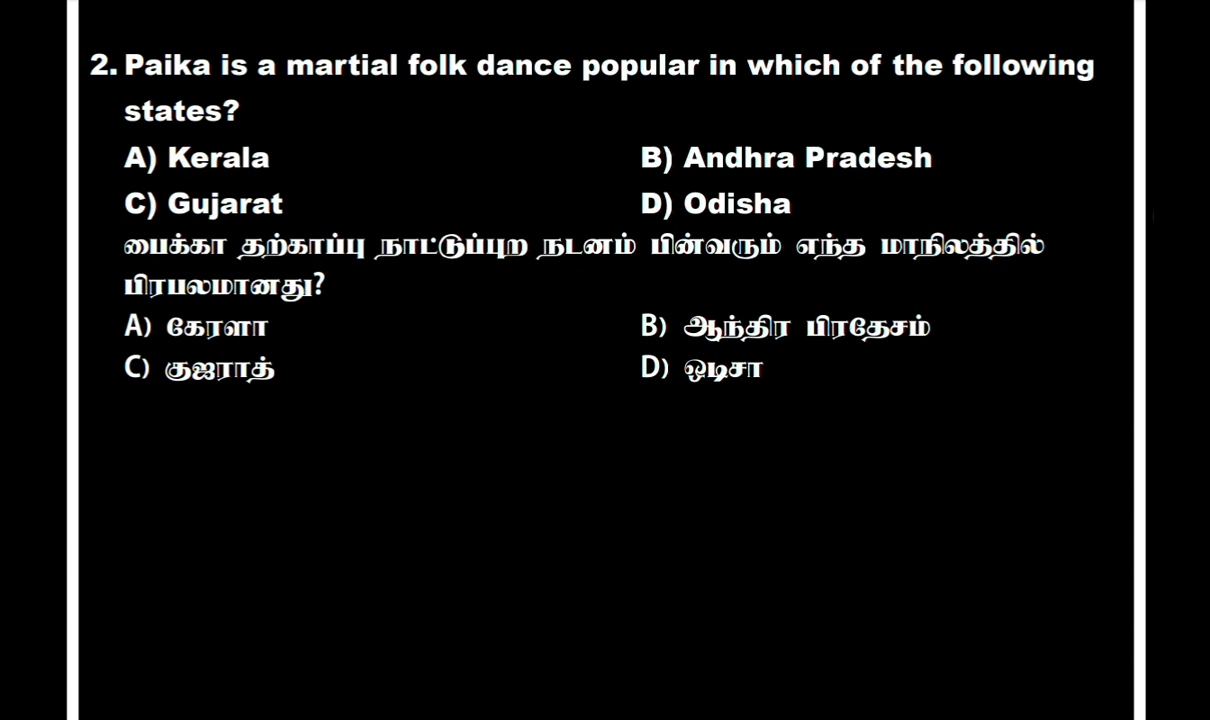 2. Paika is a martial folk dance popular in which of the following
states?
A) Kerala B) Andhra Pradesh
C) Gujarat D) Odisha
பைக்கா தற்காப்பு நாட்டுப்புற நடனம் பின்வரும் எந்த மாநிலத்தில்
பிரபலமானது?
A) கேரளா B) ஆந்திர பிரதேசம்
C) குஜராத் D) ஒடிசா